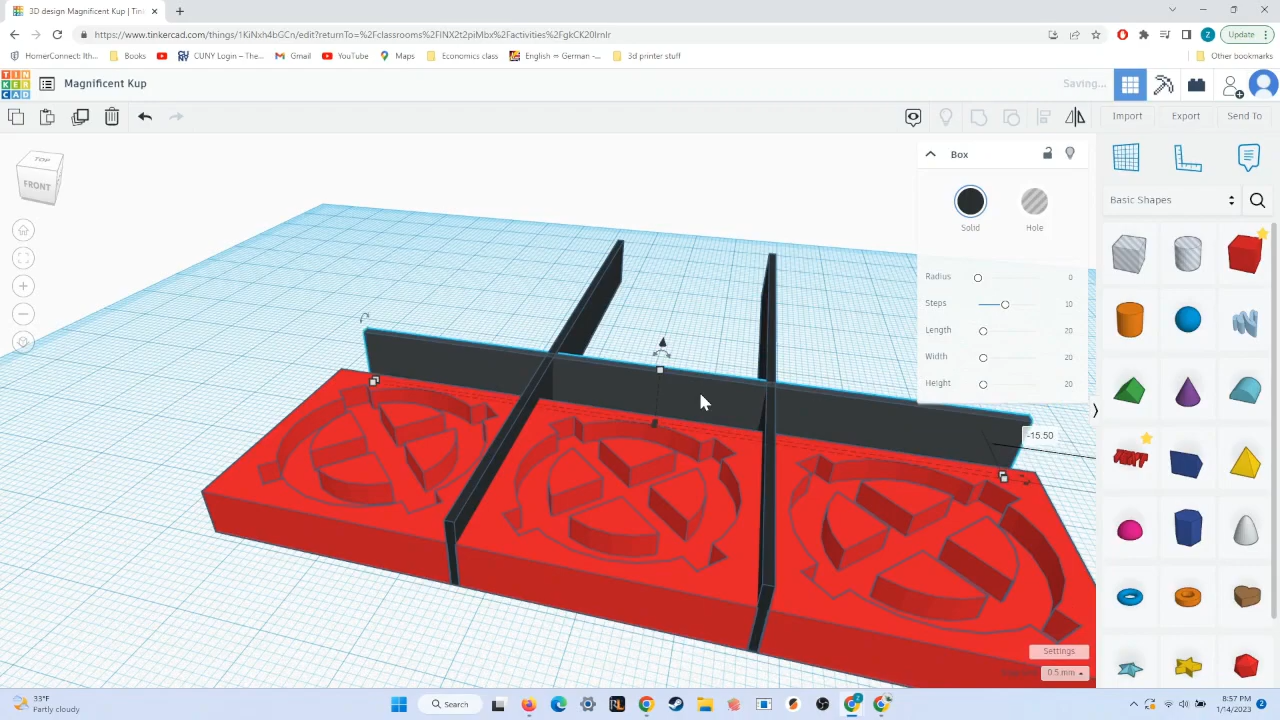 3D design Magnificent Kup | Tin
https://www.tinkercad.com/things/1KiNxh4bGCn/edit?returnTo=%2Fclassrooms%2FINX2t2piMbx%2Factivities%2FgkCK20lrnIr
Update
HomerConnect: Ith...
Books
CUNY Login – The...
Gmail
YouTube
Maps
Economics class
English ⇔ German -...
3d printer stuff
Other bookmarks
TIN
KER
CAD
Magnificent Kup
Saving...
Import
Export
Send To
TOP
FRONT
Box
Solid
Hole
Radius
0
Steps
10
Length
20
Width
20
Height
20
Basic Shapes
-15.50
Settings
0.5 mm
33°F
Partly cloudy
Search
8:57 PM
1/14/2023